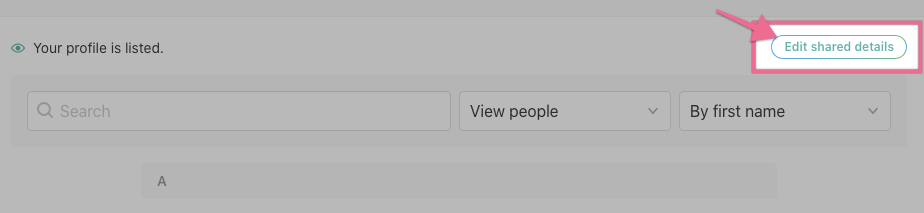 Your profile is listed.
Edit shared details
Search
View people
By first name
A